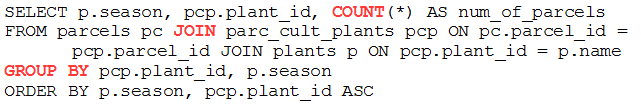 SELECT p.season, pcp.plant_id, COUNT(*) AS num_of_parcels
FROM parcels pc JOIN parc_cult_plants pcp ON pc.parcel_id =
pcp.parcel_id JOIN plants p ON pcp.plant_id = p.name
GROUP BY pcp.plant_id, p.season
ORDER BY p.season, pcp.plant_id ASC